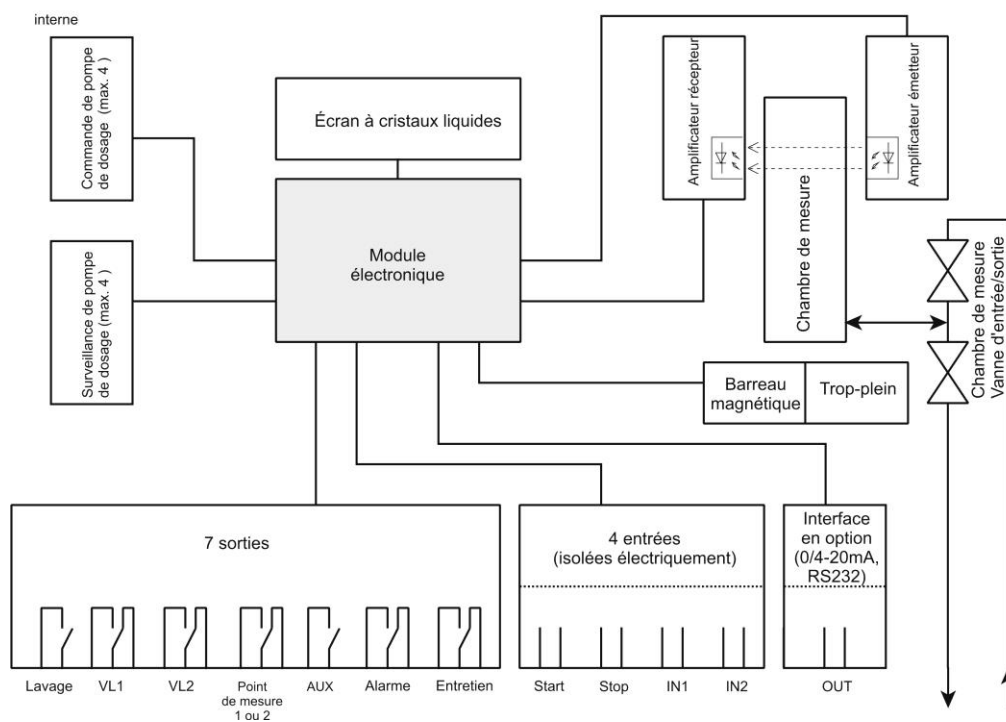 interne
Commande de pompe
de dosage (max. 4 )
Surveillance de pompe
de dosage (max. 4 )
Écran à cristaux liquides
Module
électronique
Amplificateur récepteur
Chambre de mesure
Amplificateur émetteur
Chambre de mesure
Vanne d'entrée/sortie
Barreau
magnétique
Trop-plein
7 sorties
Lavage
VL1
VL2
Point
de mesure
1 ou 2
AUX
Alarme
Entretien
4 entrées
(isolées électriquement)
Start
Stop
IN1
IN2
Interface
en option
(0/4-20mA,
RS232)
OUT